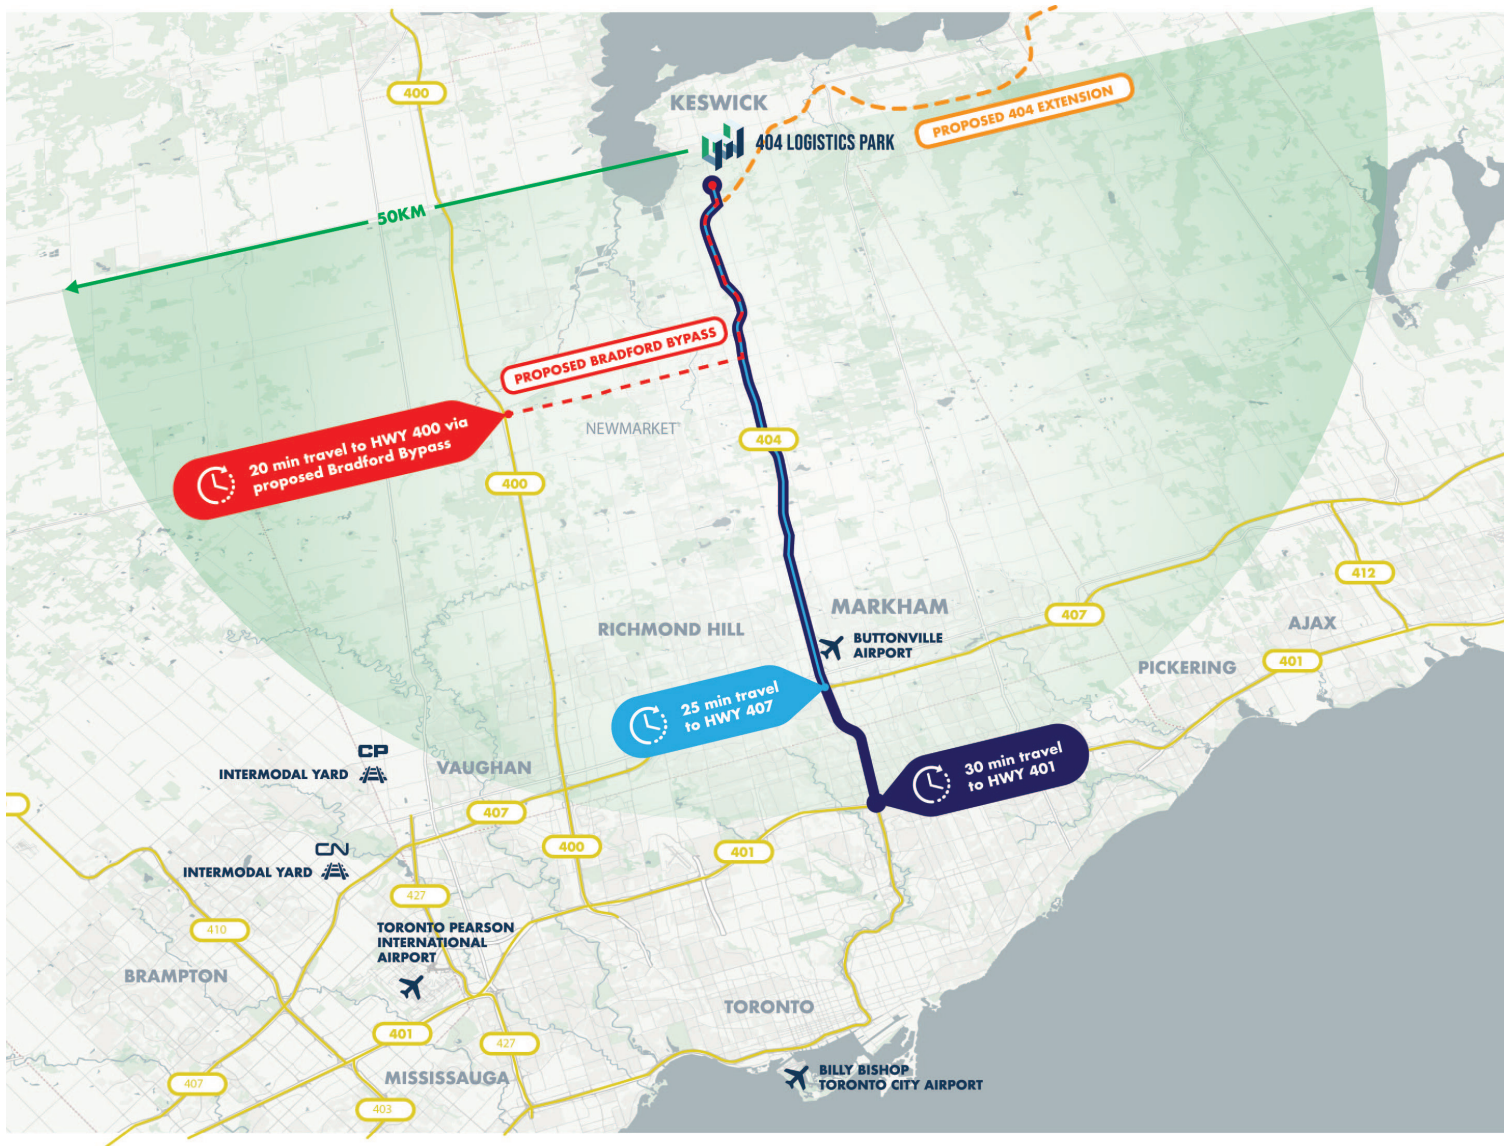 400
KESWICK
404 LOGISTICS PARK
PROPOSED 404 EXTENSION
50KM
PROPOSED BRADFORD BYPASS
20 min travel to HWY 400 via
proposed Bradford Bypass
NEWMARKET
404
400
412
MARKHAM
407
RICHMOND HILL
BUTTONVILLE
AIRPORT
AJAX
PICKERING
401
25 min travel
to HWY 407
30 min travel
to HWY 401
CP
INTERMODAL YARD
VAUGHAN
407
CN
INTERMODAL YARD
400
401
427
410
TORONTO PEARSON
INTERNATIONAL
AIRPORT
BRAMPTON
TORONTO
401
427
MISSISSAUGA
407
403
BILLY BISHOP
TORONTO CITY AIRPORT